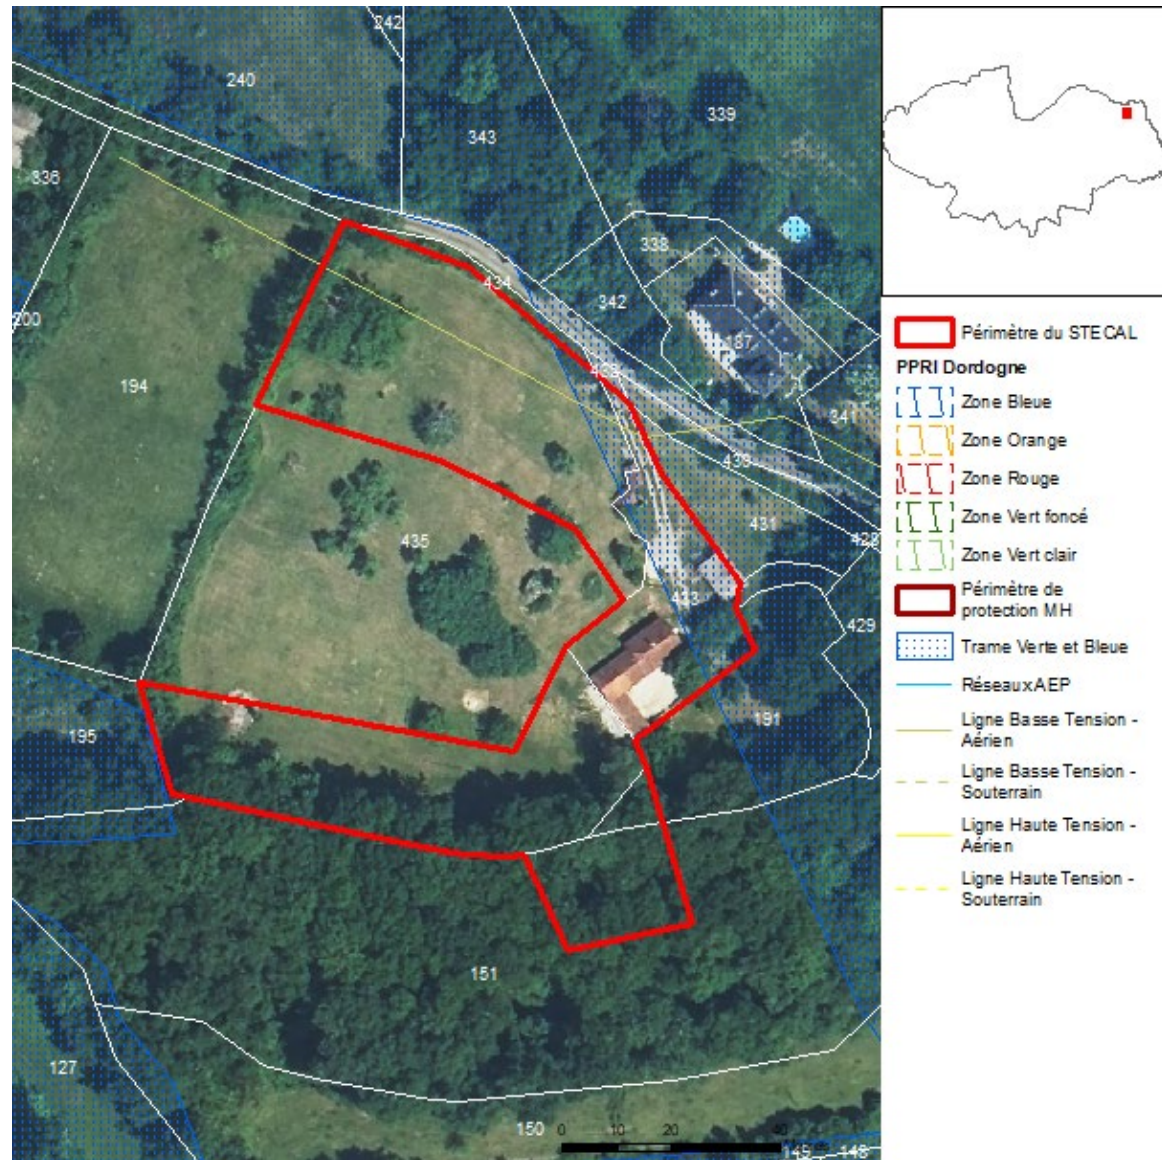 242
240
343
339
336
338
434
342
200
187
194
439
341
439
431
428
435
433
429
191
195
151
127
150
0
10
20
40
149
148
Périmètre du STECAL
PPRI Dordogne
Zone Bleue
Zone Orange
Zone Rouge
Zone Vert foncé
Zone Vert clair
Périmètre de
protection MH
Trame Verte et Bleue
Réseaux AEP
Ligne Basse Tension -
Aérien
Ligne Basse Tension -
Souterrain
Ligne Haute Tension -
Aérien
Ligne Haute Tension -
Souterrain